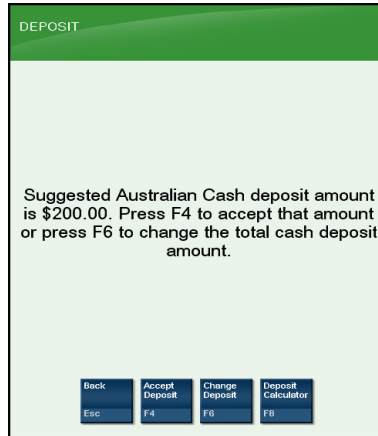 DEPOSIT
Suggested Australian Cash deposit amount
is $200.00. Press F4 to accept that amount
or press F6 to change the total cash deposit
amount.
Back
Esc
Accept
Deposit
F4
Change
Deposit
F6
Deposit
Calculator
F8